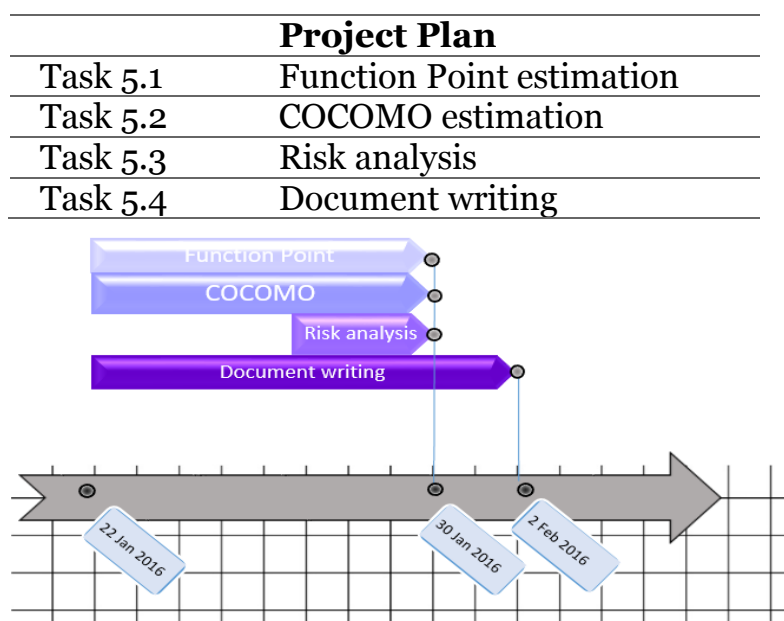 Project Plan
Task 5.1 Function Point estimation
Task 5.2 COCOMO estimation
Task 5.3 Risk analysis
Task 5.4 Document writing
Function Point
COCOMO
Risk analysis
Document writing
22 Jan 2016
30 Jan 2016
2 Feb 2016